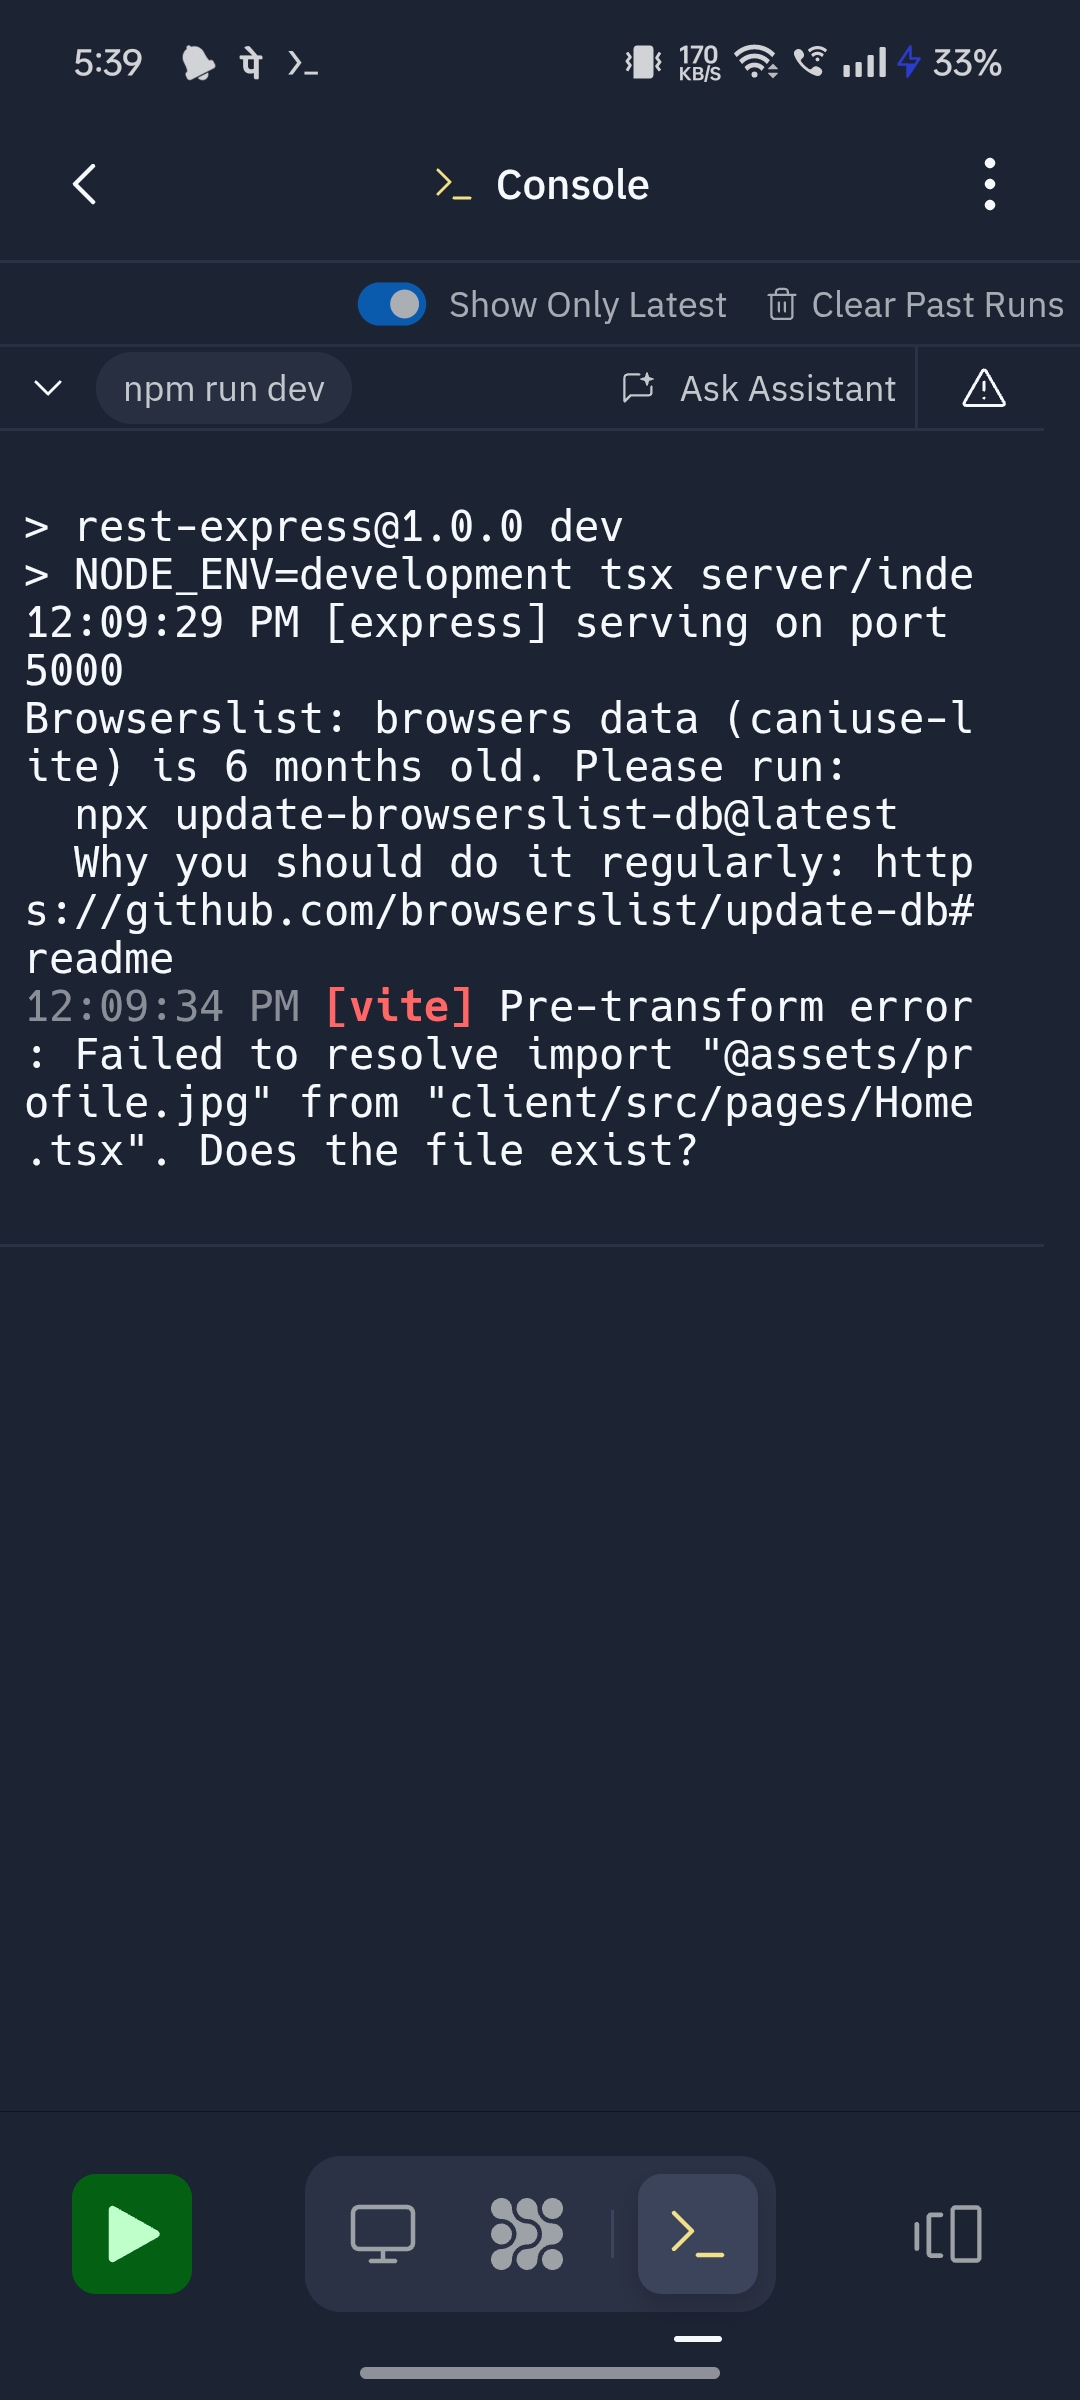 5:39 पे >_ 170 KB/S 33%
>_ Console
Show Only Latest Clear Past Runs
npm run dev Ask Assistant
> rest-express@1.0.0 dev
> NODE_ENV=development tsx server/inde
12:09:29 PM [express] serving on port
5000
Browserslist: browsers data (caniuse-l
ite) is 6 months old. Please run:
  npx update-browserslist-db@latest
  Why you should do it regularly: http
s://github.com/browserslist/update-db#
readme
12:09:34 PM [vite] Pre-transform error
: Failed to resolve import "@assets/pr
ofile.jpg" from "client/src/pages/Home
.tsx". Does the file exist?